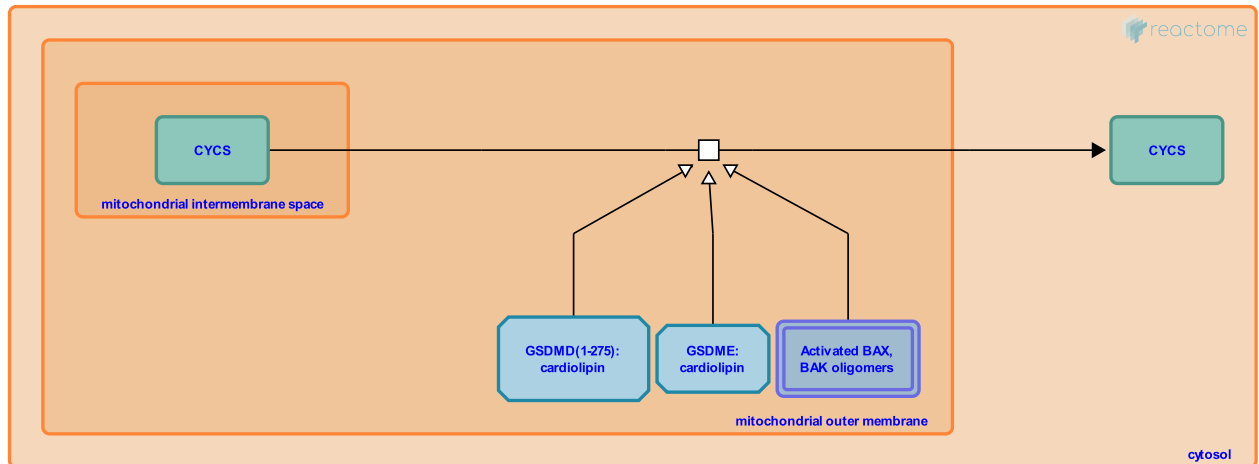 reactome
CYCS
CYCS
mitochondrial intermembrane space
GSDMD(1-275):
cardiolipin
GSDME:
cardiolipin
Activated BAX,
BAK oligomers
mitochondrial outer membrane
cytosol